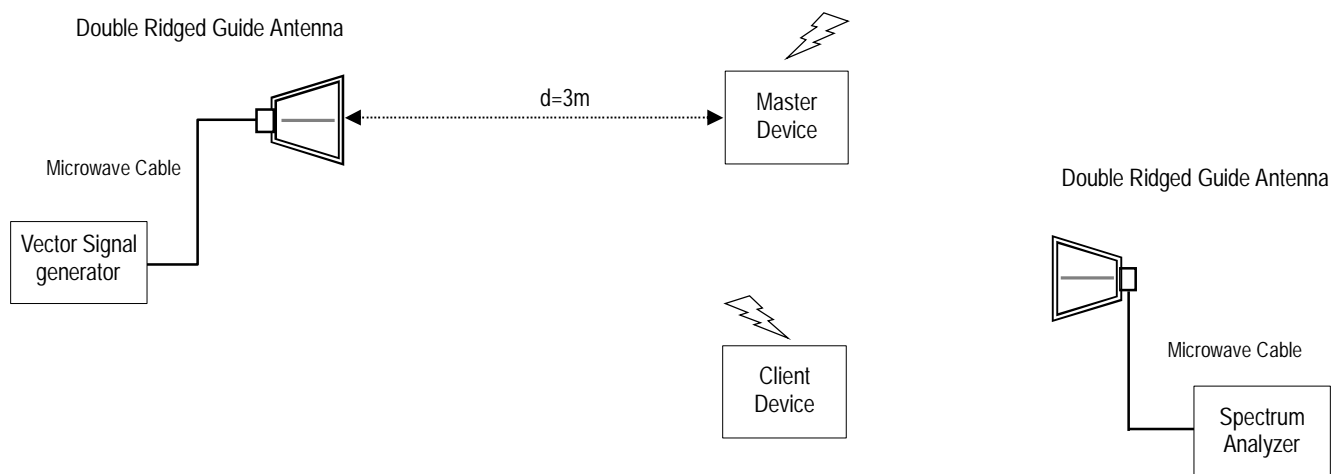 Double Ridged Guide Antenna
d=3m
Master
Device
Microwave Cable
Vector Signal
generator
Double Ridged Guide Antenna
Client
Device
Microwave Cable
Spectrum
Analyzer